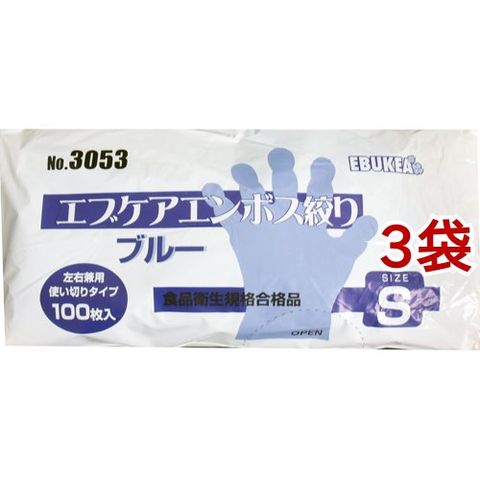 No.3053
EBUKEA
エブケアエンボス絞り
ブルー
3袋
左右兼用
使い切りタイプ
100枚入
食品衛生規格合格品
SIZE
S
OPEN